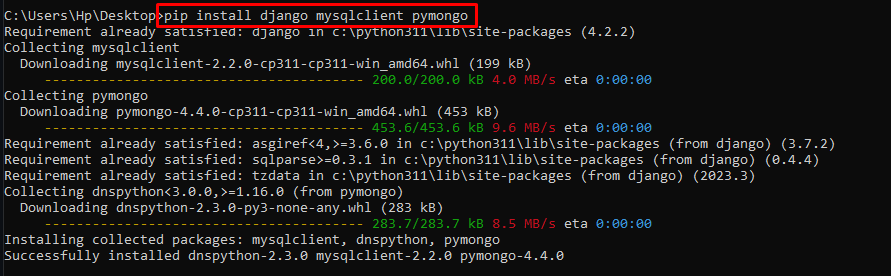 C:\Users\Hp\Desktop>pip install django mysqlclient pymongo
Requirement already satisfied: django in c:\python311\lib\site-packages (4.2.2)
Collecting mysqlclient
  Downloading mysqlclient-2.2.0-cp311-cp311-win_amd64.whl (199 kB)
     ---------------------------------------- 200.0/200.0 kB 4.0 MB/s eta 0:00:00
Collecting pymongo
  Downloading pymongo-4.4.0-cp311-cp311-win_amd64.whl (453 kB)
     ---------------------------------------- 453.6/453.6 kB 9.6 MB/s eta 0:00:00
Requirement already satisfied: asgiref<4,>=3.6.0 in c:\python311\lib\site-packages (from django) (3.7.2)
Requirement already satisfied: sqlparse>=0.3.1 in c:\python311\lib\site-packages (from django) (0.4.4)
Requirement already satisfied: tzdata in c:\python311\lib\site-packages (from django) (2023.3)
Collecting dnspython<3.0.0,>=1.16.0 (from pymongo)
  Downloading dnspython-2.3.0-py3-none-any.whl (283 kB)
     ---------------------------------------- 283.7/283.7 kB 8.5 MB/s eta 0:00:00
Installing collected packages: mysqlclient, dnspython, pymongo
Successfully installed dnspython-2.3.0 mysqlclient-2.2.0 pymongo-4.4.0